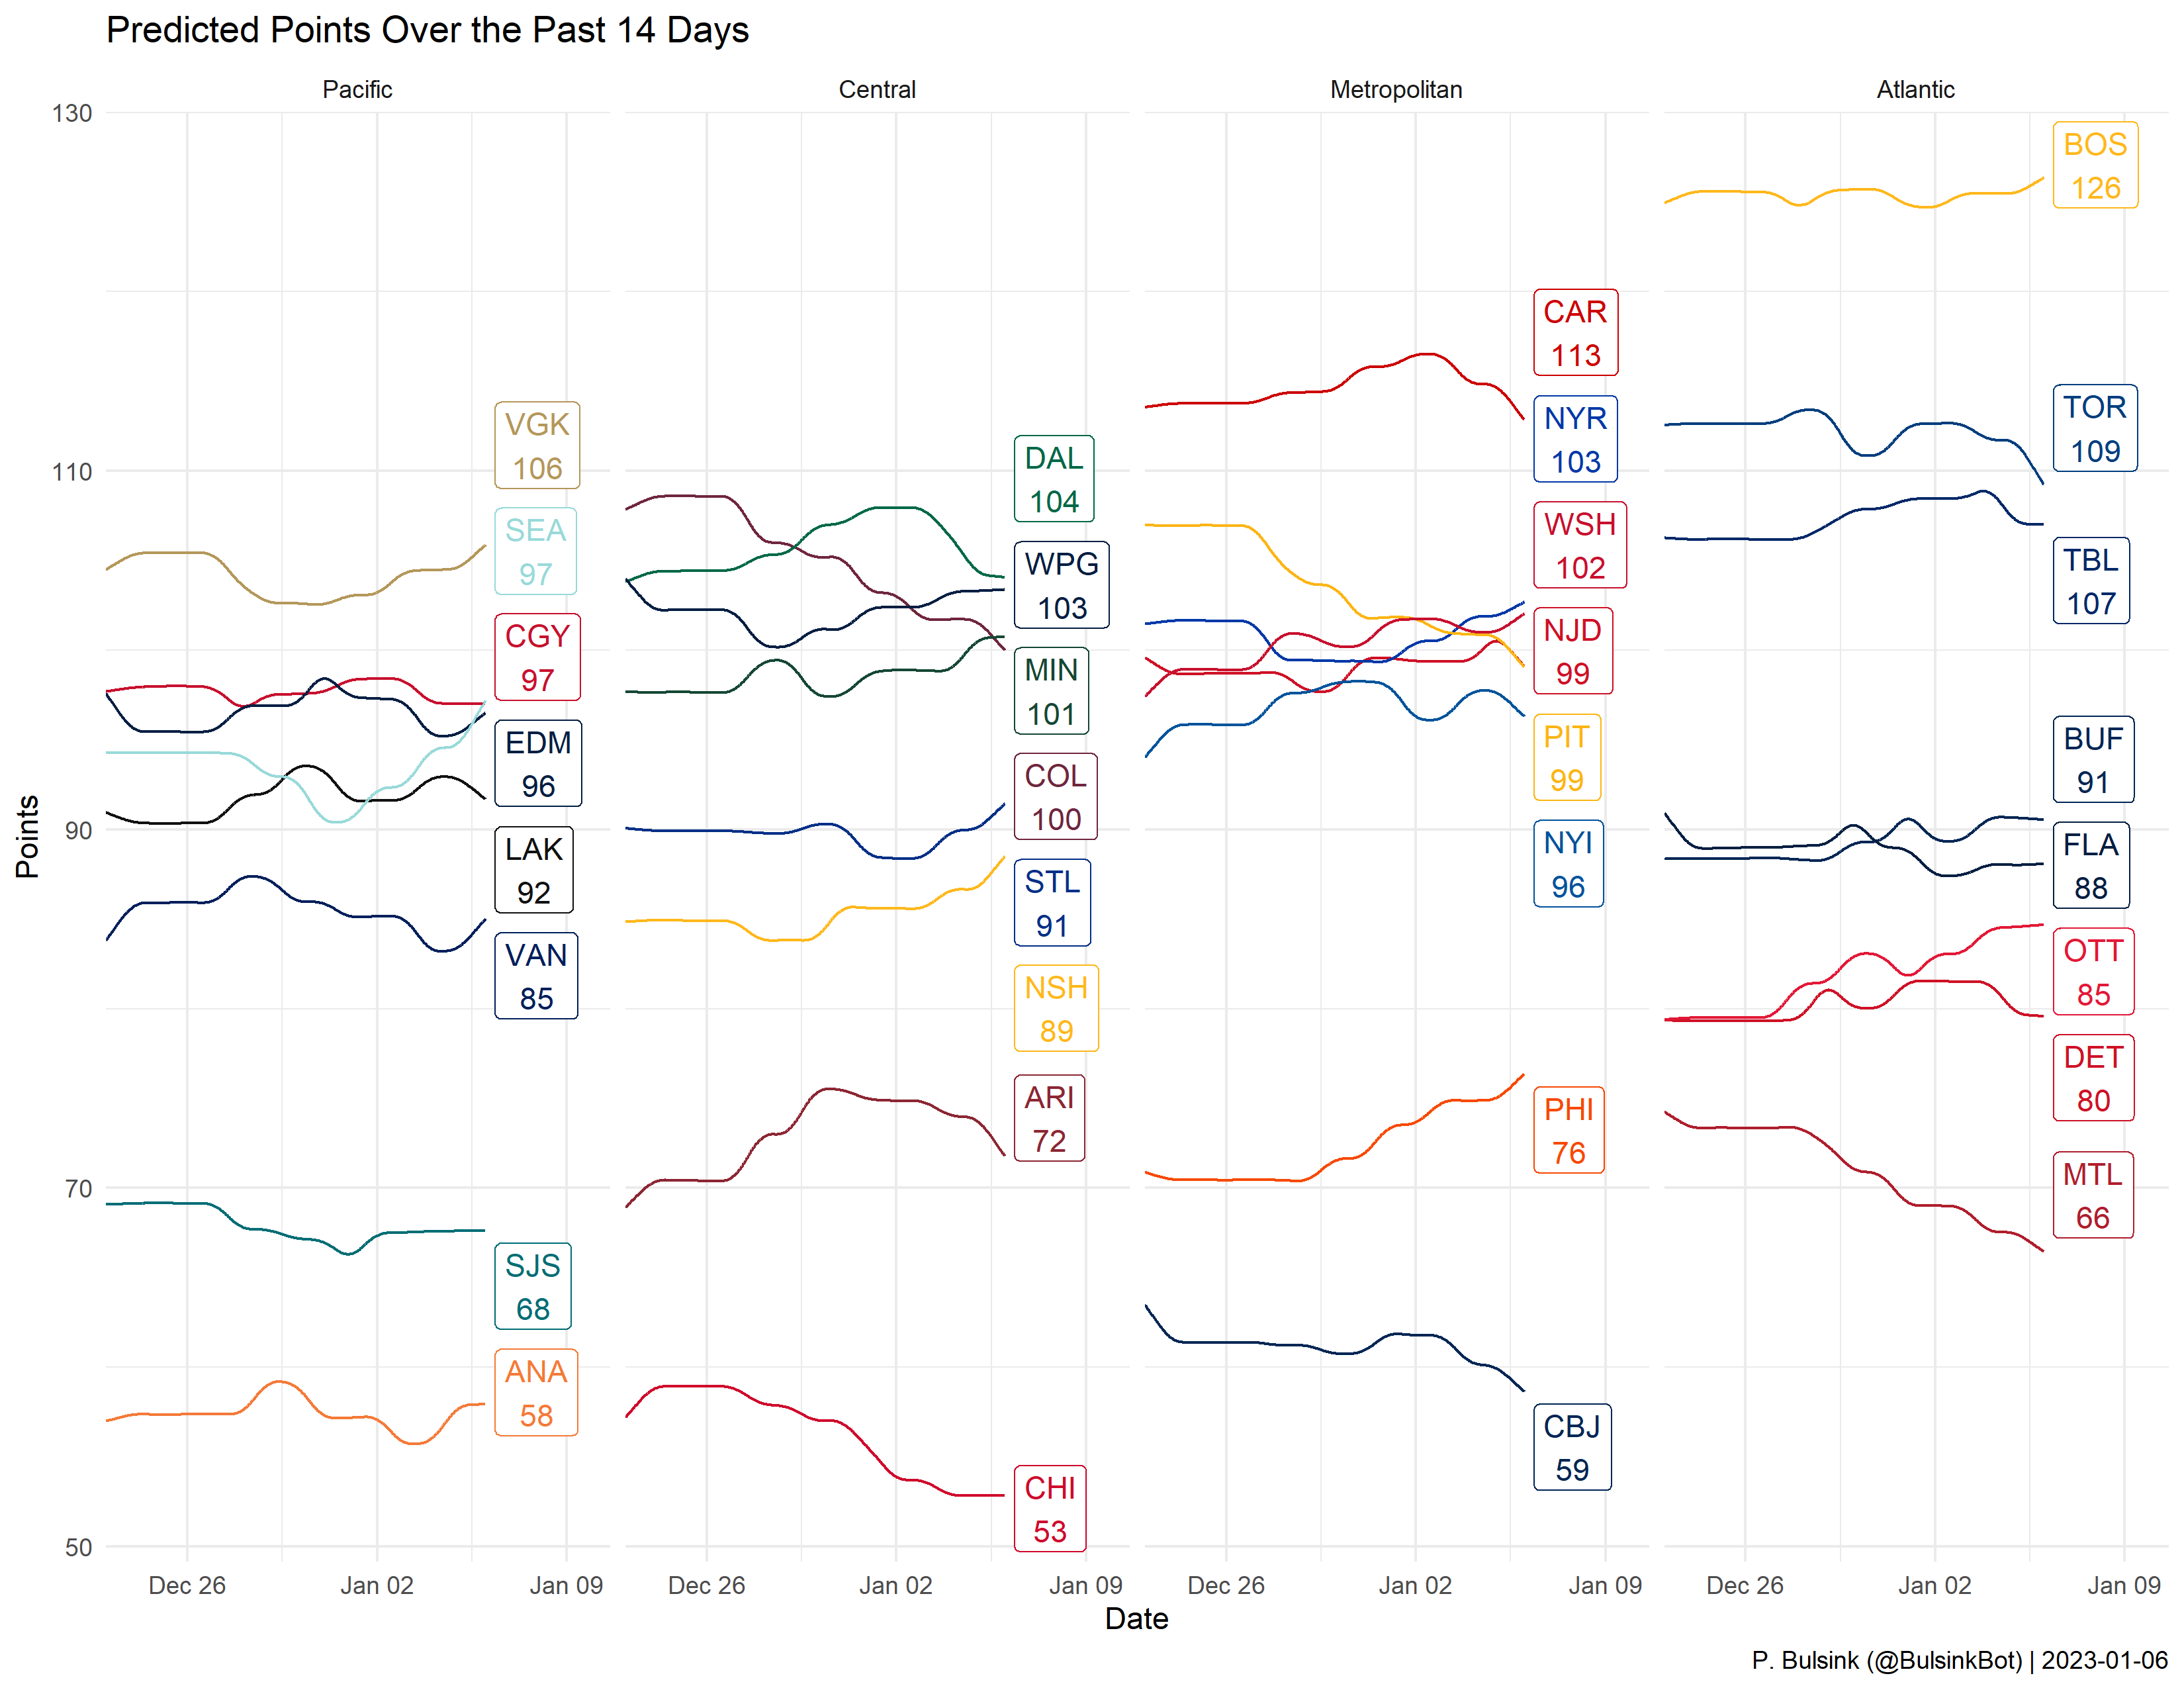 Predicted Points Over the Past 14 Days
Pacific
Central
Metropolitan
Atlantic
Points
130
110
90
70
50
VGK
106
SEA
97
CGY
97
EDM
96
LAK
92
VAN
85
SJS
68
ANA
58
DAL
104
WPG
103
MIN
101
COL
100
STL
91
NSH
89
ARI
72
CHI
53
CAR
113
NYR
103
WSH
102
NJD
99
PIT
99
NYI
96
PHI
76
CBJ
59
BOS
126
TOR
109
TBL
107
BUF
91
FLA
88
OTT
85
DET
80
MTL
66
Dec 26 Jan 02 Jan 09
Dec 26 Jan 02 Jan 09
Dec 26 Jan 02 Jan 09
Dec 26 Jan 02 Jan 09
Date
P. Bulsink (@BulsinkBot) | 2023-01-06